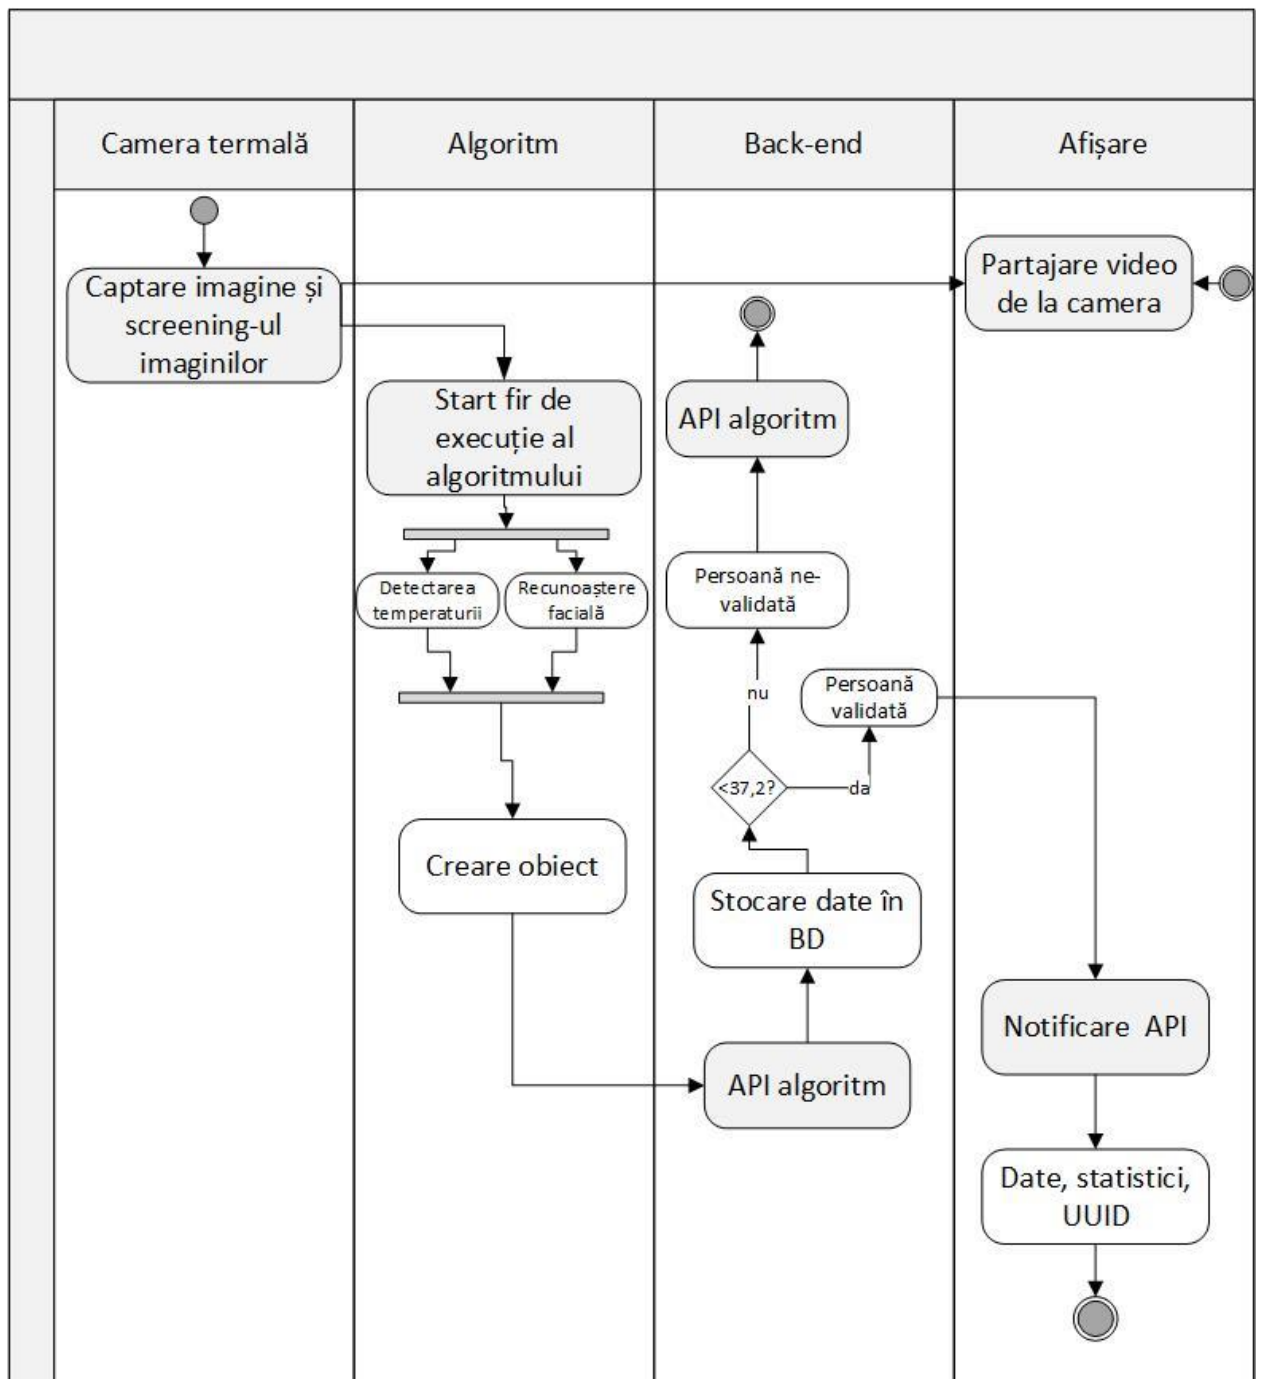 Camera termală
Algoritm
Back-end
Afișare
Captare imagine și
screening-ul
imaginilor
Partajare video
de la camera
Start fir de
execuție al
algoritmului
API algoritm
Detectarea
temperaturii
Recunoaștere
facială
Persoană ne-
validată
nu
Persoană
validată
<37,2?
da
Creare obiect
Stocare date în
BD
Notificare API
API algoritm
Date, statistici,
UUID